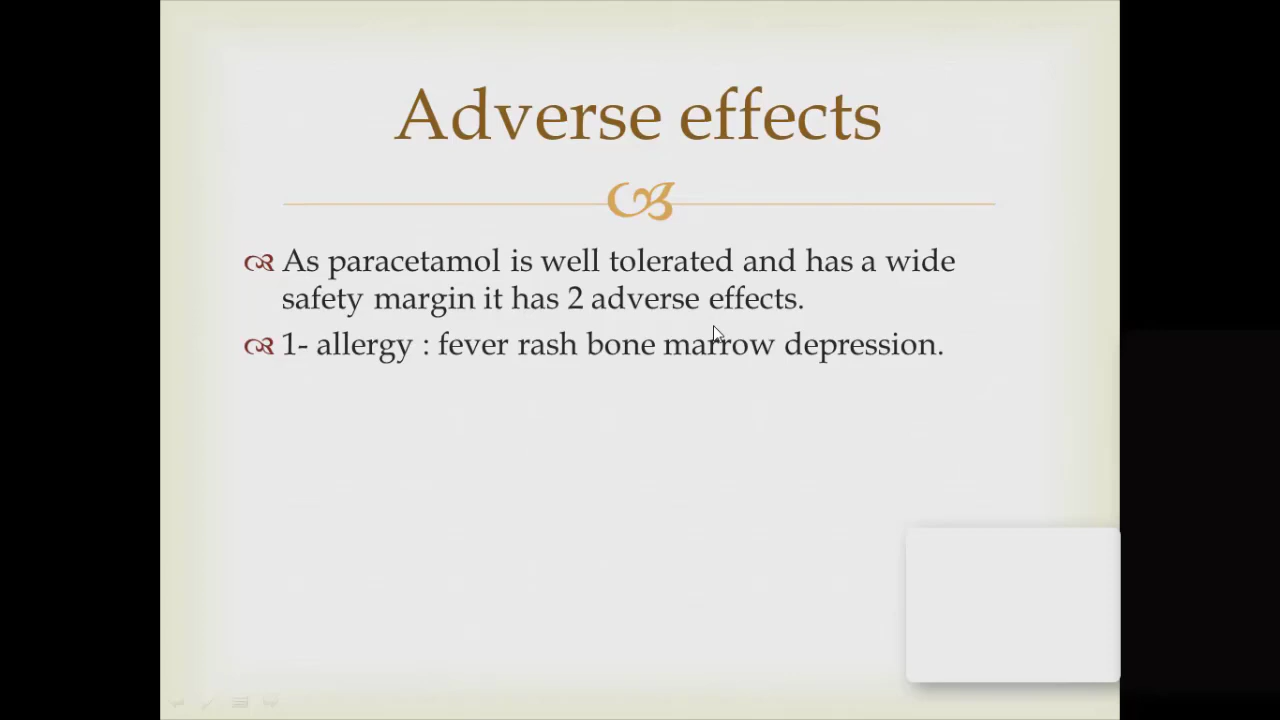 Adverse effects
As paracetamol is well tolerated and has a wide
safety margin it has 2 adverse effects.
1- allergy : fever rash bone marrow depression.